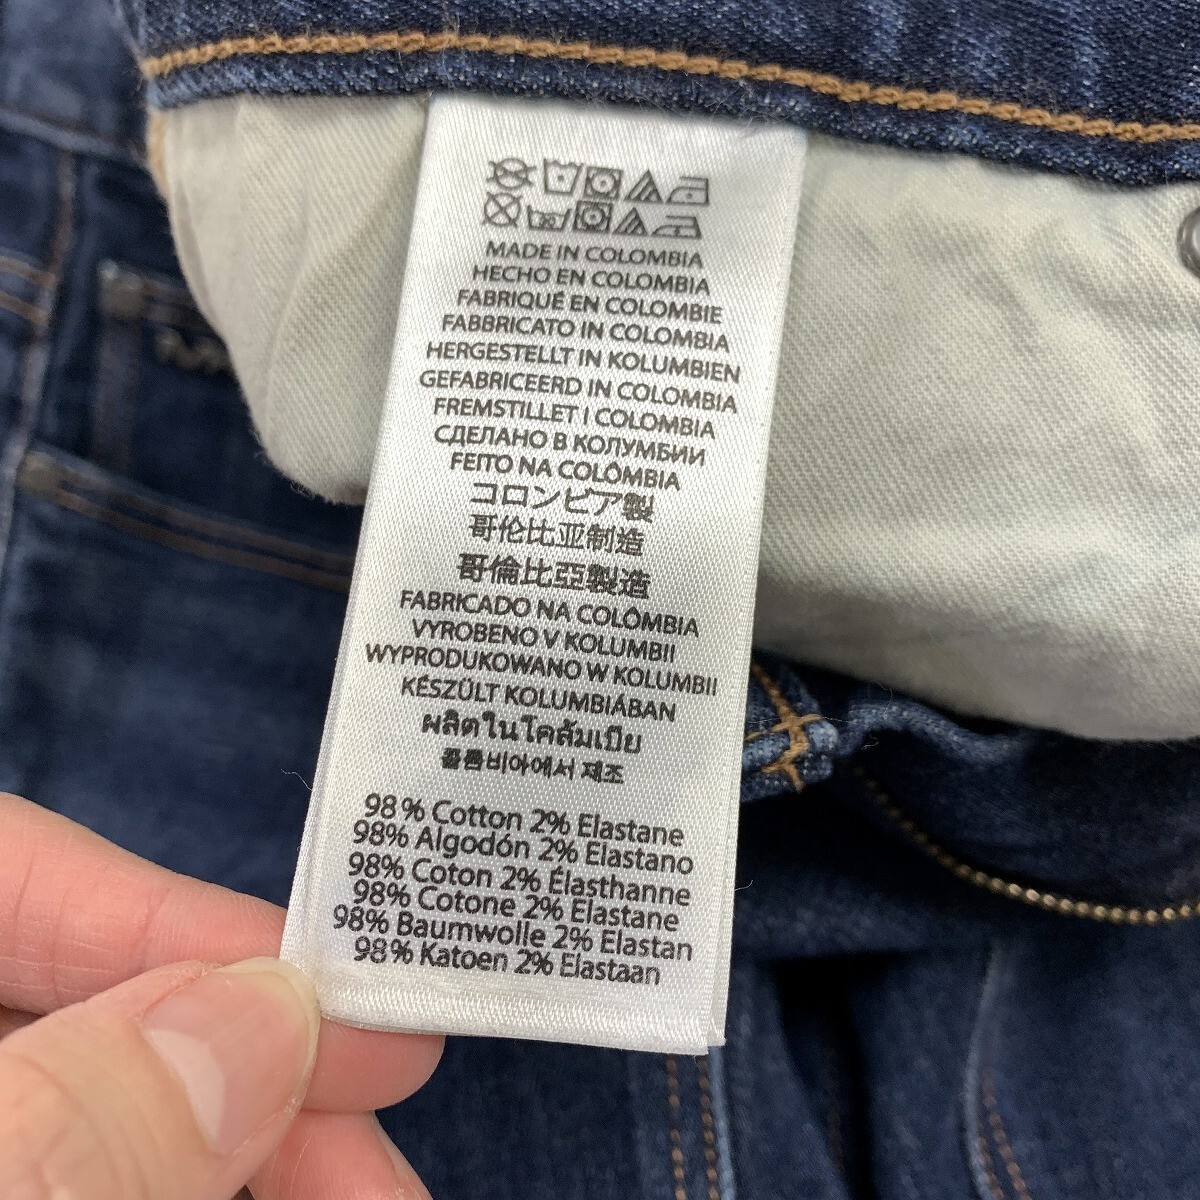 MADE IN COLOMBIA
HECHO EN COLOMBIA
FABRIQUÉ EN COLOMBIE
FABBRICATO IN COLOMBIA
HERGESTELLT IN KOLUMBIEN
GEFABRICEERD IN COLOMBIA
FREMSTILLET I COLOMBIA
СДЕЛАНО В КОЛУМБИИ
FEITO NA COLÔMBIA
コロンビア製
哥伦比亚制造
哥倫比亞製造
FABRICADO NA COLÔMBIA
VYROBENO V KOLUMBII
WYPRODUKOWANO W KOLUMBII
KÉSZÜLT KOLUMBIÁBAN
ผลิตในโคลัมเบีย
콜롬비아에서 제조
98% Cotton 2% Elastane
98% Algodón 2% Elastano
98% Coton 2% Élasthanne
98% Cotone 2% Elastane
98% Baumwolle 2% Elastan
98% Katoen 2% Elastaan